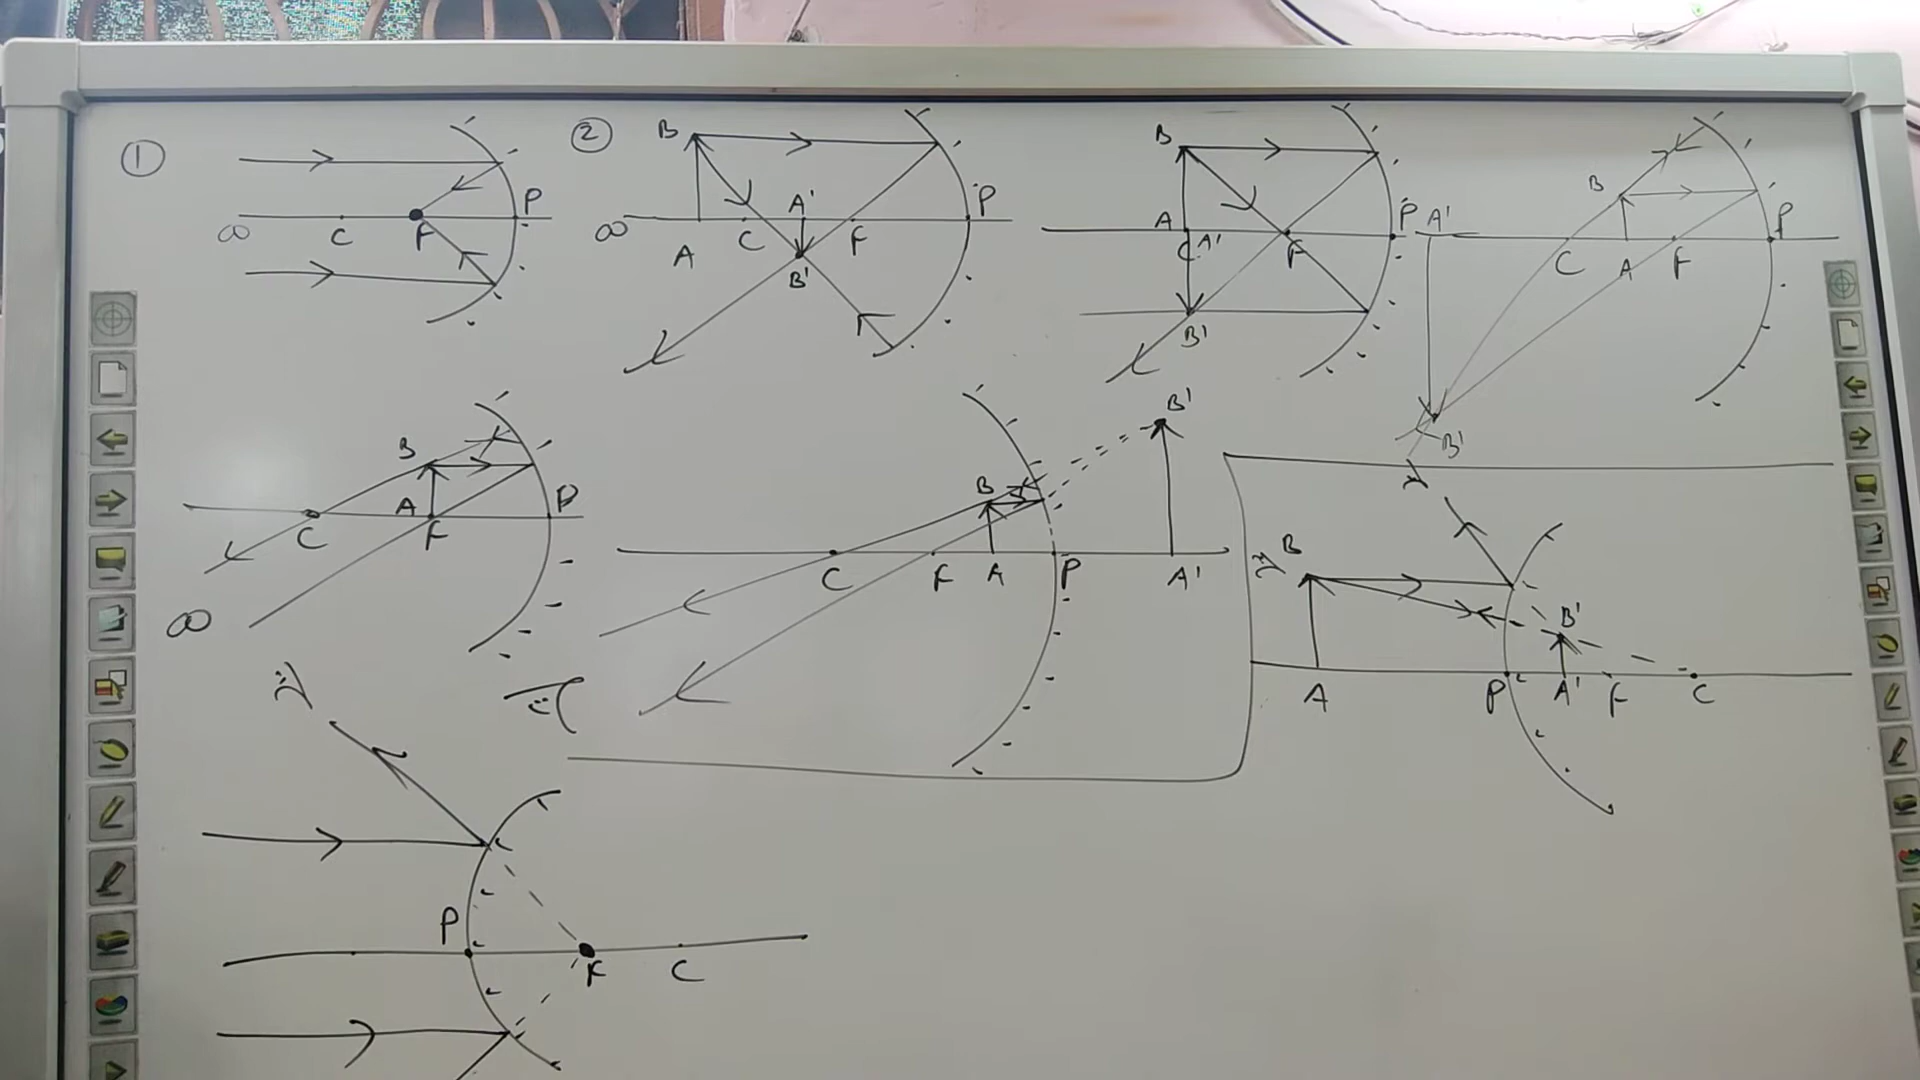 ① ∞ C F P
② B ∞ A C A' B' F P
B A C A' B' F P
A' B' B C A F P
B A C F P ∞
B B' C F A P A'
B A P B' A' F C
P F C